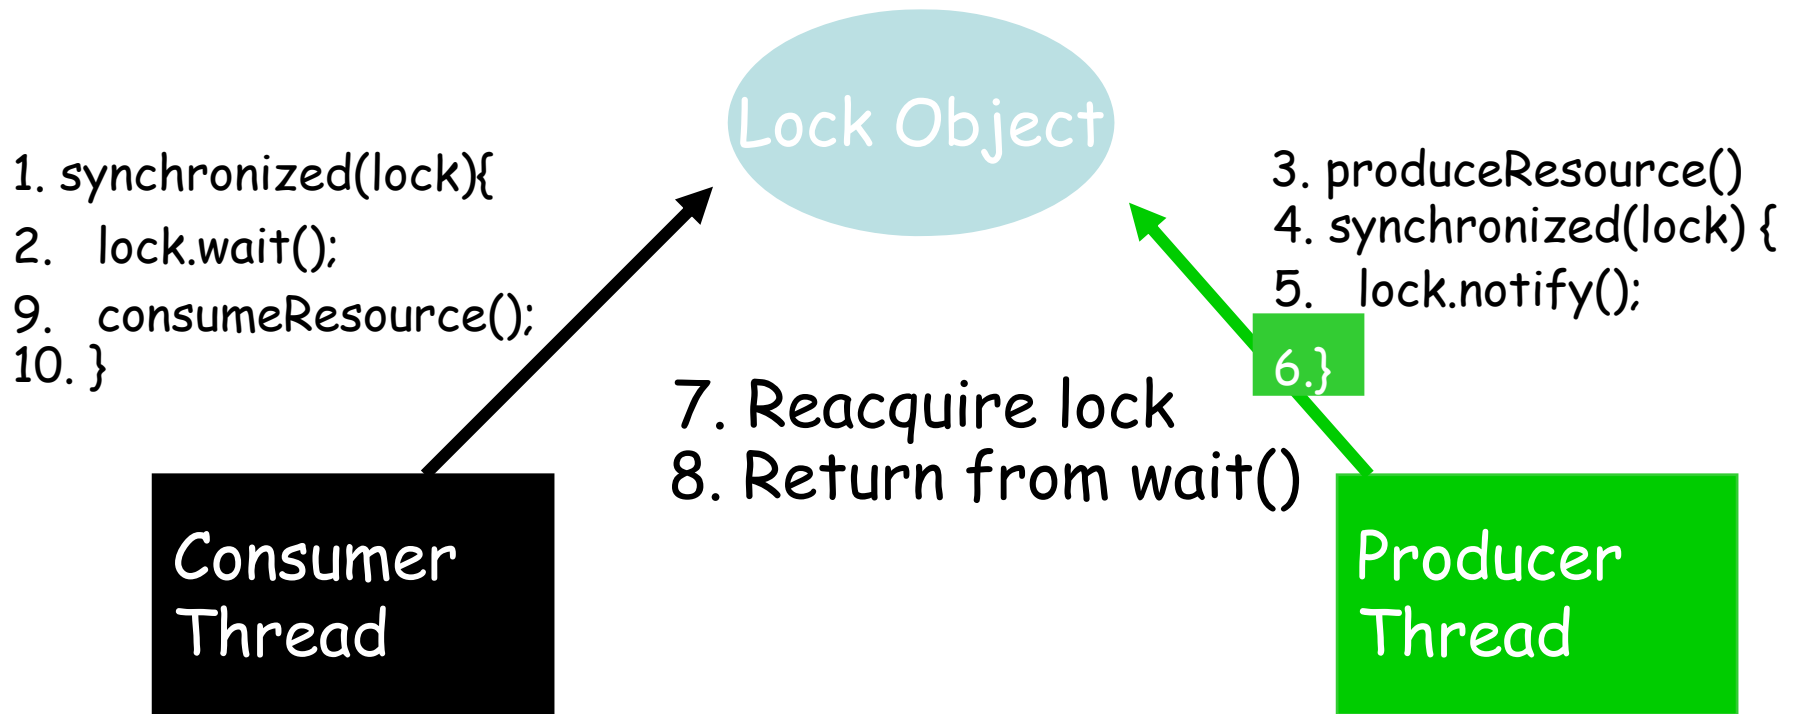 Lock Object
1. synchronized(lock){
2. lock.wait();
9. consumeResource();
10. }
3. produceResource()
4. synchronized(lock) {
5. lock.notify();
6.}
7. Reacquire lock
8. Return from wait()
Consumer
Thread
Producer
Thread